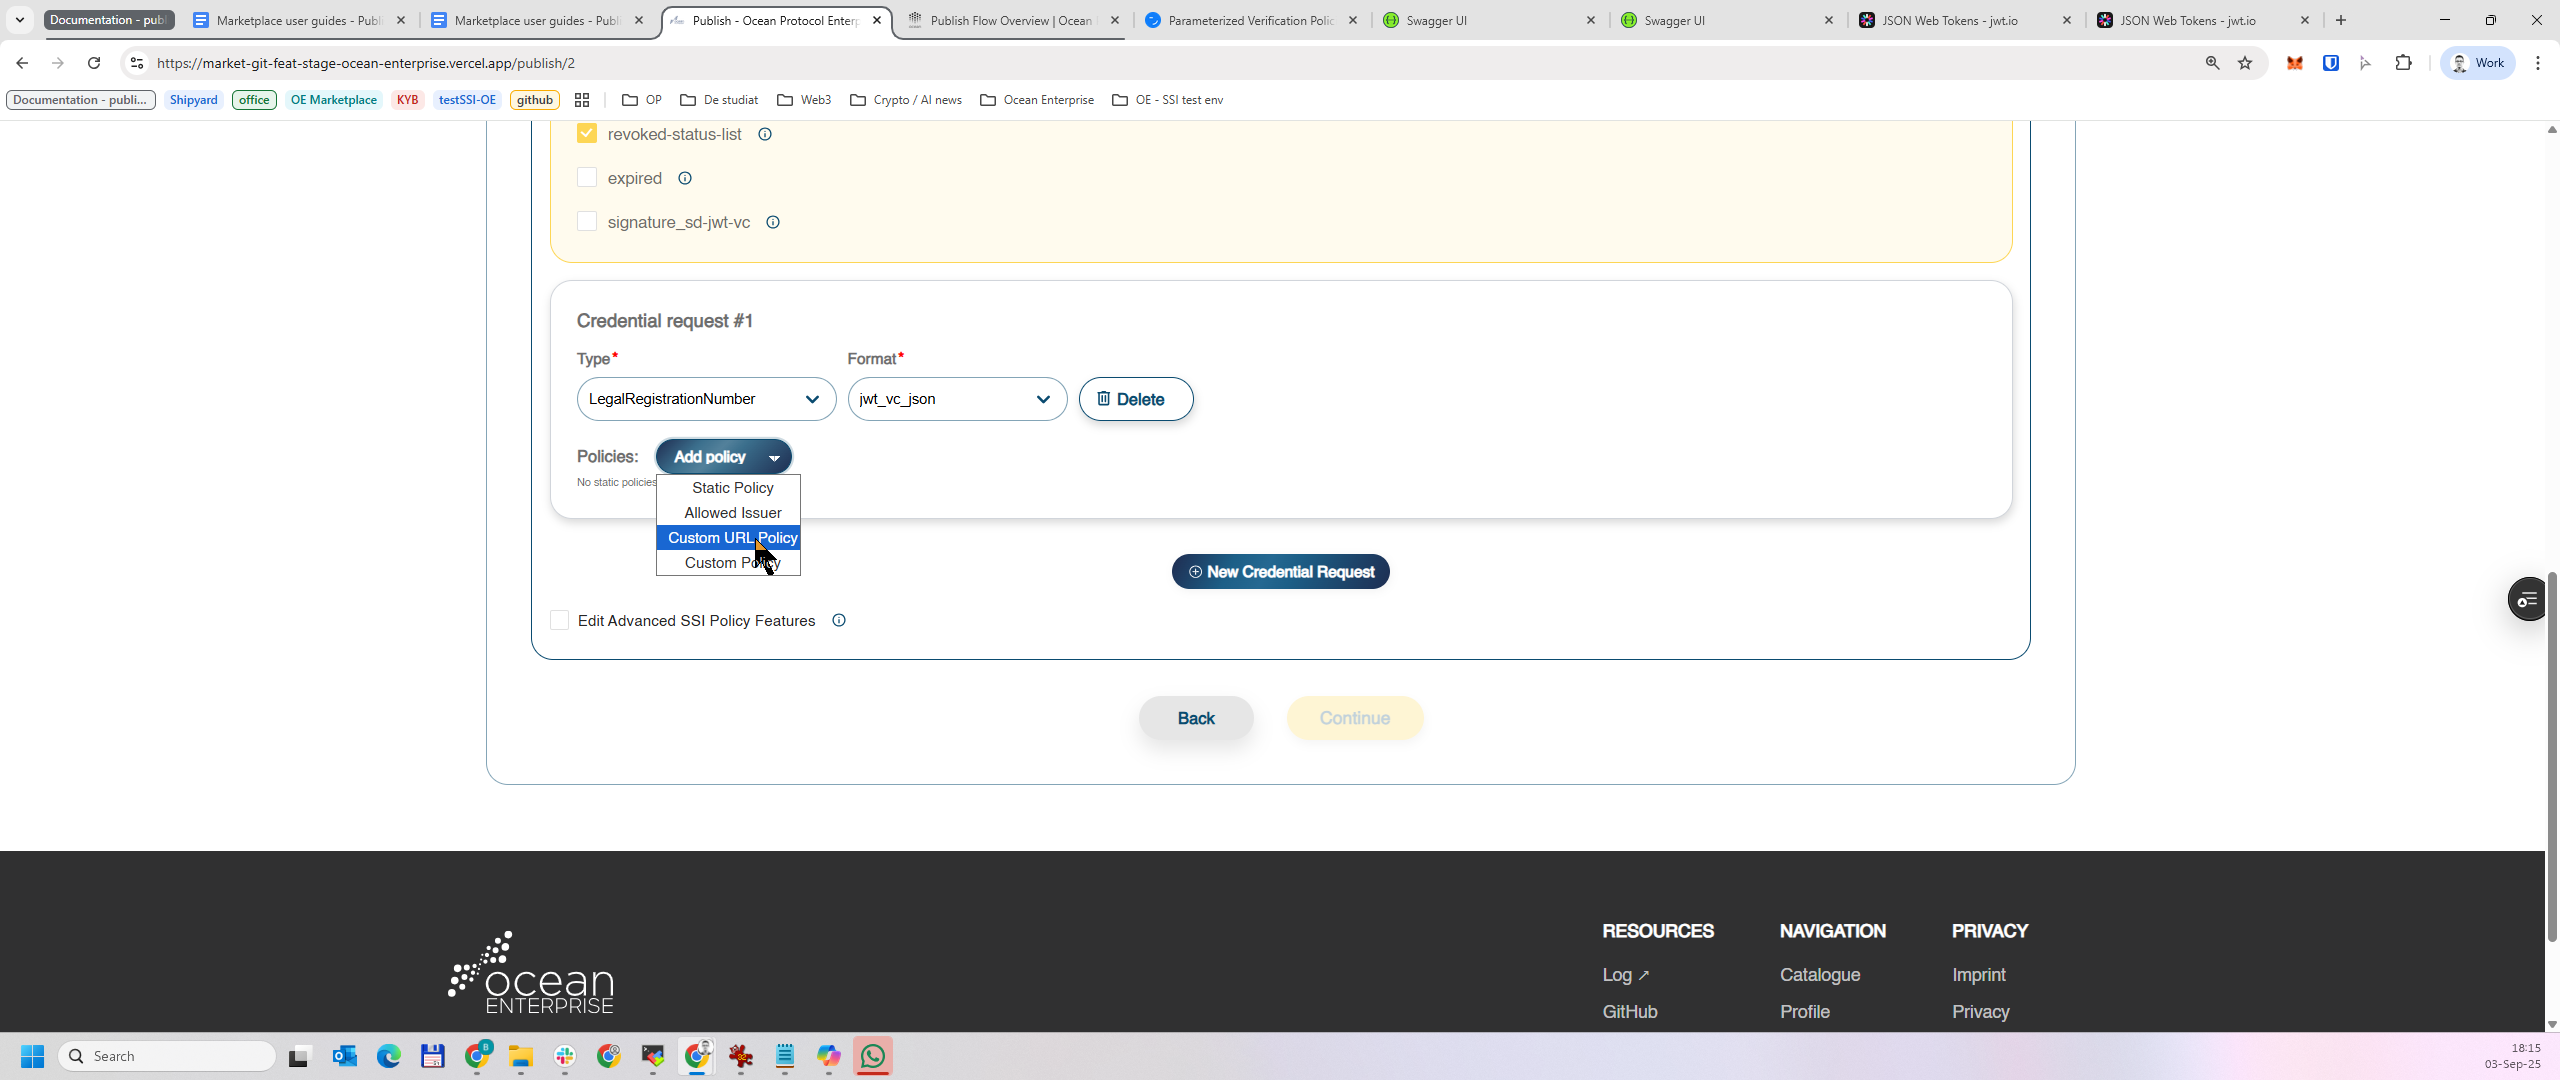 Documentation - publ
Marketplace user guides - Publ
Marketplace user guides - Publ
Publish - Ocean Protocol Enterp
Publish Flow Overview | Ocean
Parameterized Verification Polic
Swagger UI
Swagger UI
JSON Web Tokens - jwt.io
JSON Web Tokens - jwt.io
https://market-git-feat-stage-ocean-enterprise.vercel.app/publish/2
Work
Documentation - publi...
Shipyard
office
OE Marketplace
KYB
testSSI-OE
github
OP
De studiat
Web3
Crypto / AI news
Ocean Enterprise
OE - SSI test env
revoked-status-list
expired
signature_sd-jwt-vc
Credential request #1
Type*
Format*
LegalRegistrationNumber
jwt_vc_json
Delete
Policies:
Add policy
No static policies
Static Policy
Allowed Issuer
Custom URL Policy
Custom Policy
New Credential Request
Edit Advanced SSI Policy Features
Back
Continue
ocean
ENTERPRISE
RESOURCES
NAVIGATION
PRIVACY
Log ↗
Catalogue
Imprint
GitHub
Profile
Privacy
Search
18:15
03-Sep-25